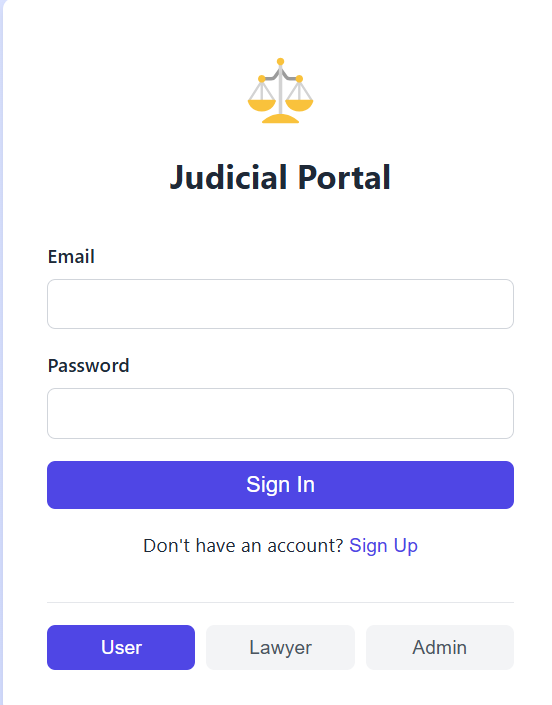 Judicial Portal
Email
Password
Sign In
Don't have an account? Sign Up
User Lawyer Admin